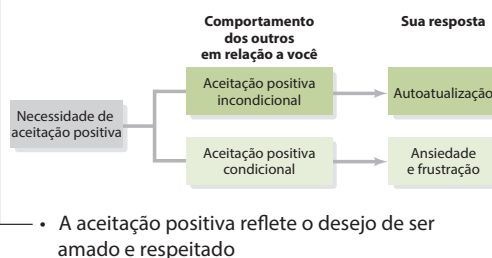 Comportamento
dos outros
em relação a você
Sua resposta
Necessidade de
aceitação positiva
Aceitação positiva
incondicional
Autoatualização
Aceitação positiva
condicional
Ansiedade
e frustração
• A aceitação positiva reflete o desejo de ser
amado e respeitado